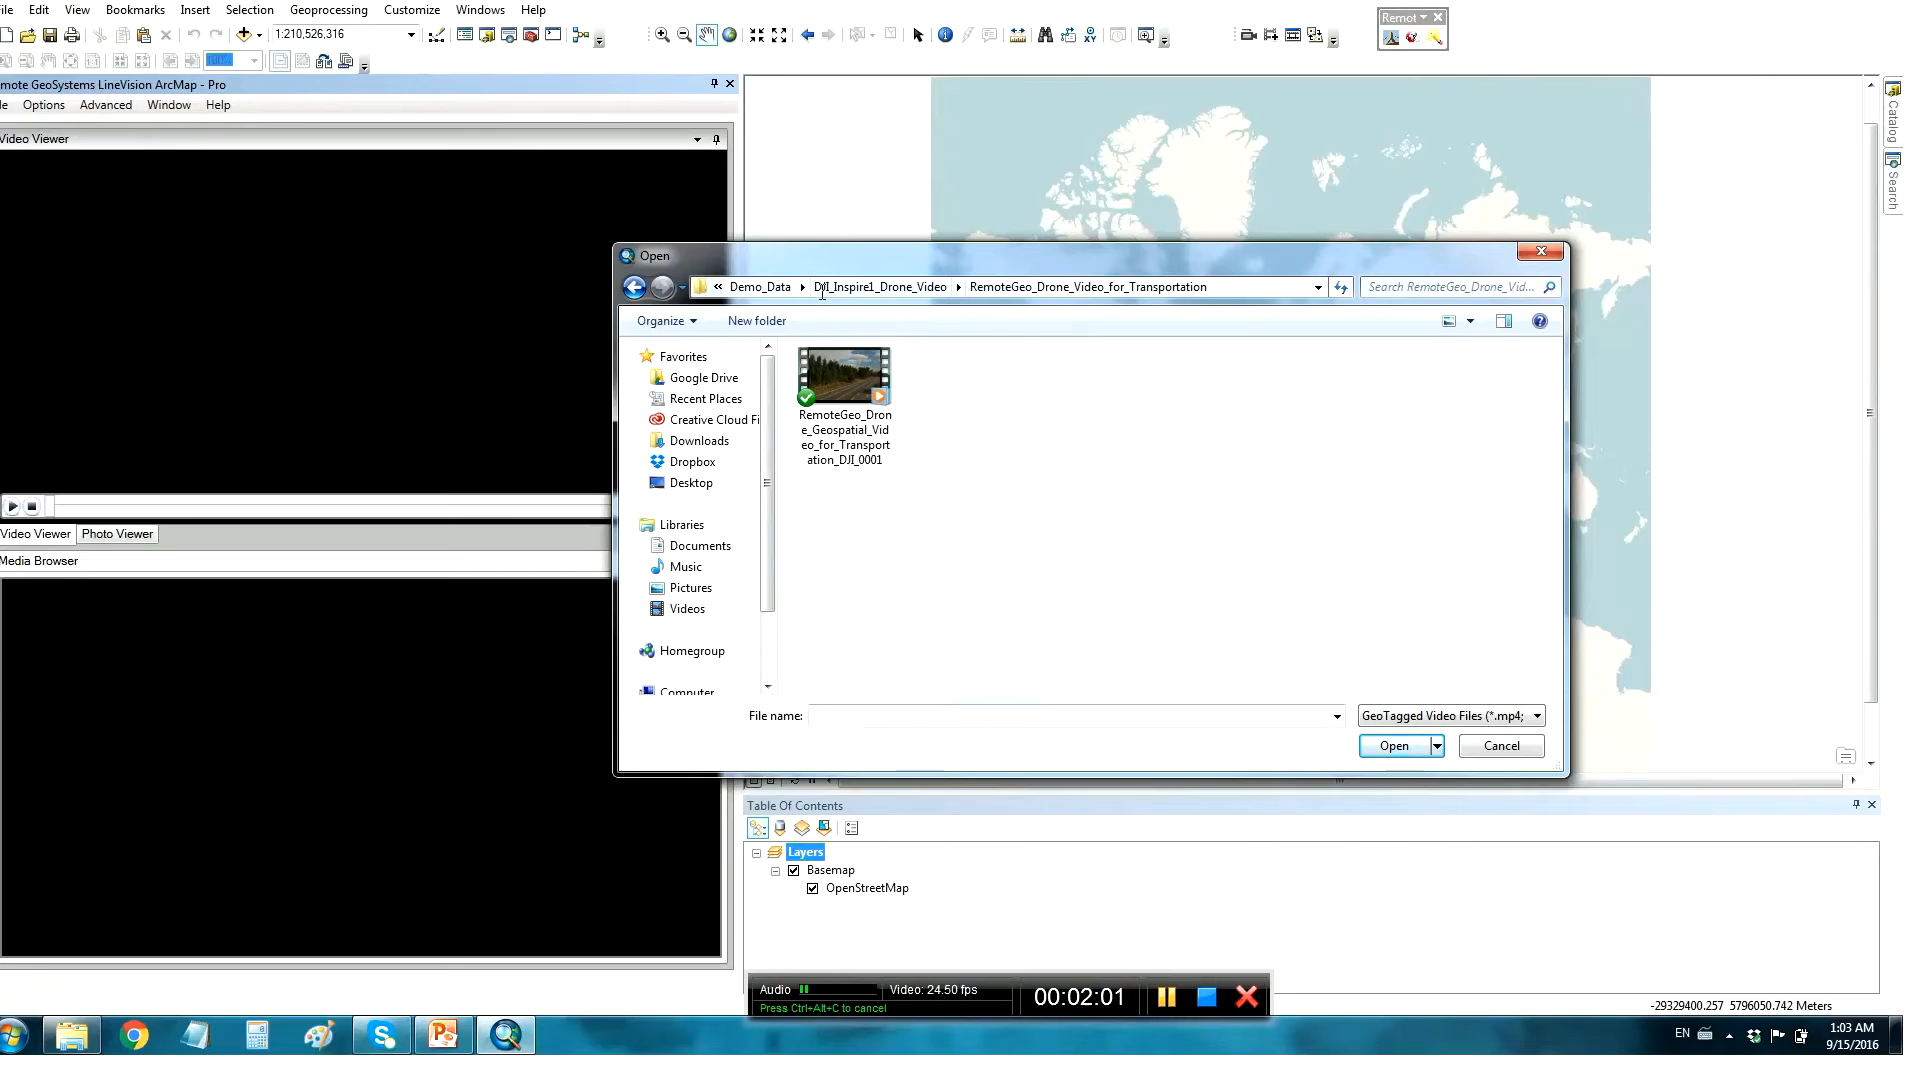 ile Edit View Bookmarks Insert Selection Geoprocessing Customize Windows Help
Remot
1:210,526,316
100%
mote GeoSystems LineVision ArcMap - Pro
le Options Advanced Window Help
Video Viewer
Catalog
Search
Open
« Demo_Data DJI_Inspire1_Drone_Video RemoteGeo_Drone_Video_for_Transportation
Search RemoteGeo_Drone_Vid...
Organize New folder
Favorites
Google Drive
Recent Places
Creative Cloud Fi
Downloads
Dropbox
Desktop
Libraries
Documents
Music
Pictures
Videos
Homegroup
Computer
RemoteGeo_Dron
e_Geospatial_Vid
eo_for_Transport
ation_DJI_0001
File name:
GeoTagged Video Files (*.mp4;
Open Cancel
Video Viewer Photo Viewer
Media Browser
Table Of Contents
Layers
Basemap
OpenStreetMap
Audio Video: 24.50 fps
Press Ctrl+Alt+C to cancel
00:02:01
-29329400.257 5796050.742 Meters
EN
1:03 AM
9/15/2016